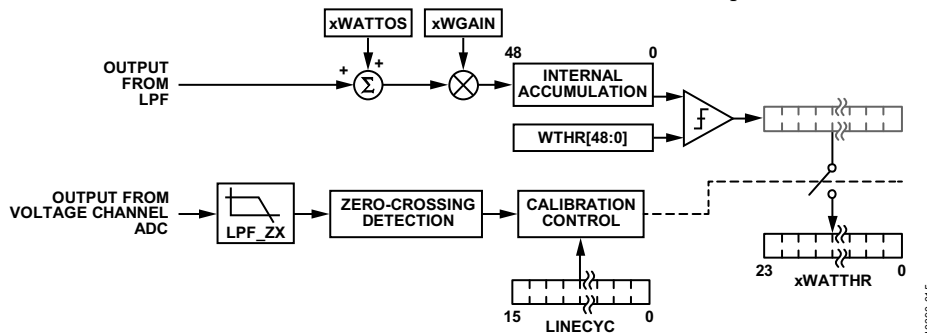 xWATTOS
xWGAIN
48
0
OUTPUT
FROM
LPF
+
+
Σ
INTERNAL
ACCUMULATION
WTHR[48:0]
OUTPUT FROM
VOLTAGE CHANNEL
ADC
LPF_ZX
ZERO-CROSSING
DETECTION
CALIBRATION
CONTROL
23
0
xWATTHR
15
0
LINECYC